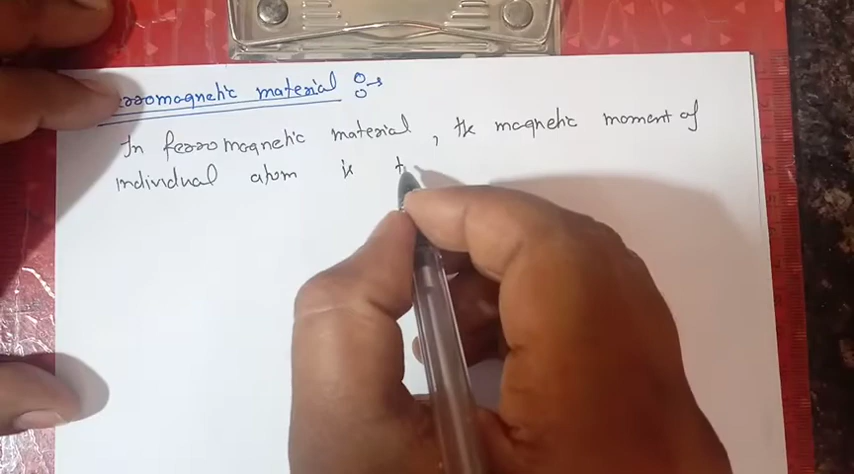 ferromagnetic material :→
In ferromagnetic material, the magnetic moment of
individual atom is t